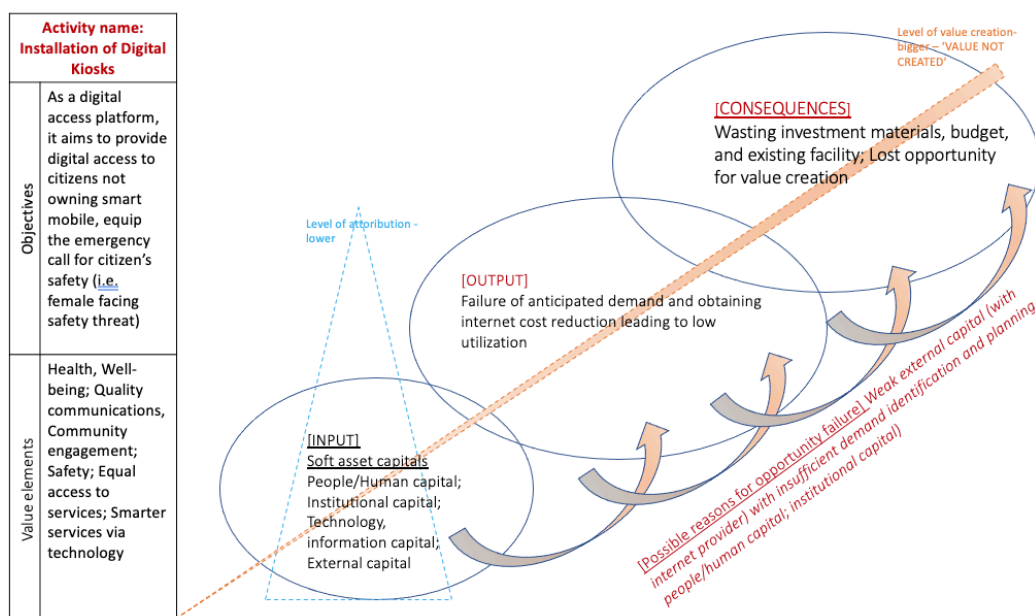 Activity name:
Installation of Digital
Kiosks
Objectives
As a digital
access platform,
it aims to provide
digital access to
citizens not
owning smart
mobile, equip
the emergency
call for citizen's
safety (i.e.
female facing
safety threat)
Value elements
Health, Well-
being; Quality
communications,
Community
engagement;
Safety; Equal
access to
services; Smarter
services via
technology
Level of attoribution -
lower
[INPUT]
Soft asset capitals
People/Human capital;
Institutional capital;
Technology,
information capital;
External capital
[OUTPUT]
Failure of anticipated demand and obtaining
internet cost reduction leading to low
utilization
Level of value creation-
bigger – 'VALUE NOT
CREATED'
[CONSEQUENCES]
Wasting investment materials, budget,
and existing facility; Lost opportunity
for value creation
[Possible reasons for opportunity failure] Weak external capital (with
internet provider) with insufficient demand identification and planning
people/human capital; institutional capital)